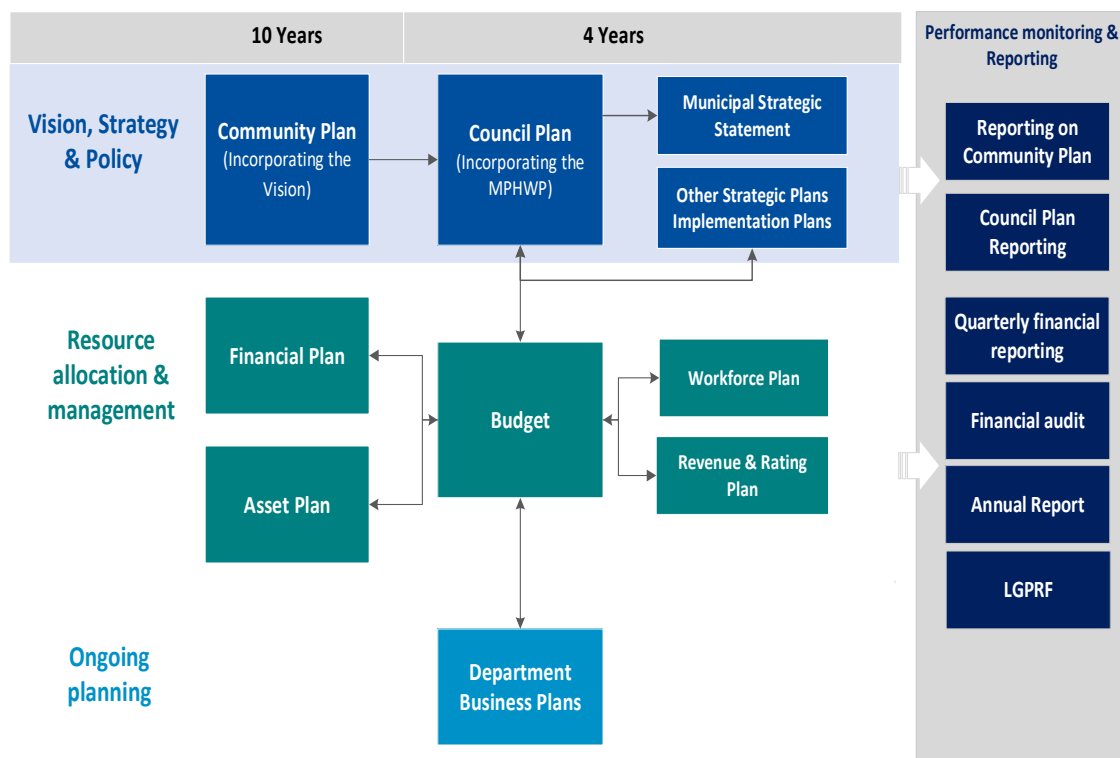 10 Years
4 Years
Performance monitoring &
Reporting
Vision, Strategy
& Policy
Community Plan
(Incorporating the
Vision)
Council Plan
(Incorporating the
MPHWP)
Municipal Strategic
Statement
Other Strategic Plans
Implementation Plans
Reporting on
Community Plan
Council Plan
Reporting
Resource
allocation &
management
Financial Plan
Asset Plan
Budget
Workforce Plan
Revenue & Rating
Plan
Quarterly financial
reporting
Financial audit
Annual Report
LGPRF
Ongoing
planning
Department
Business Plans